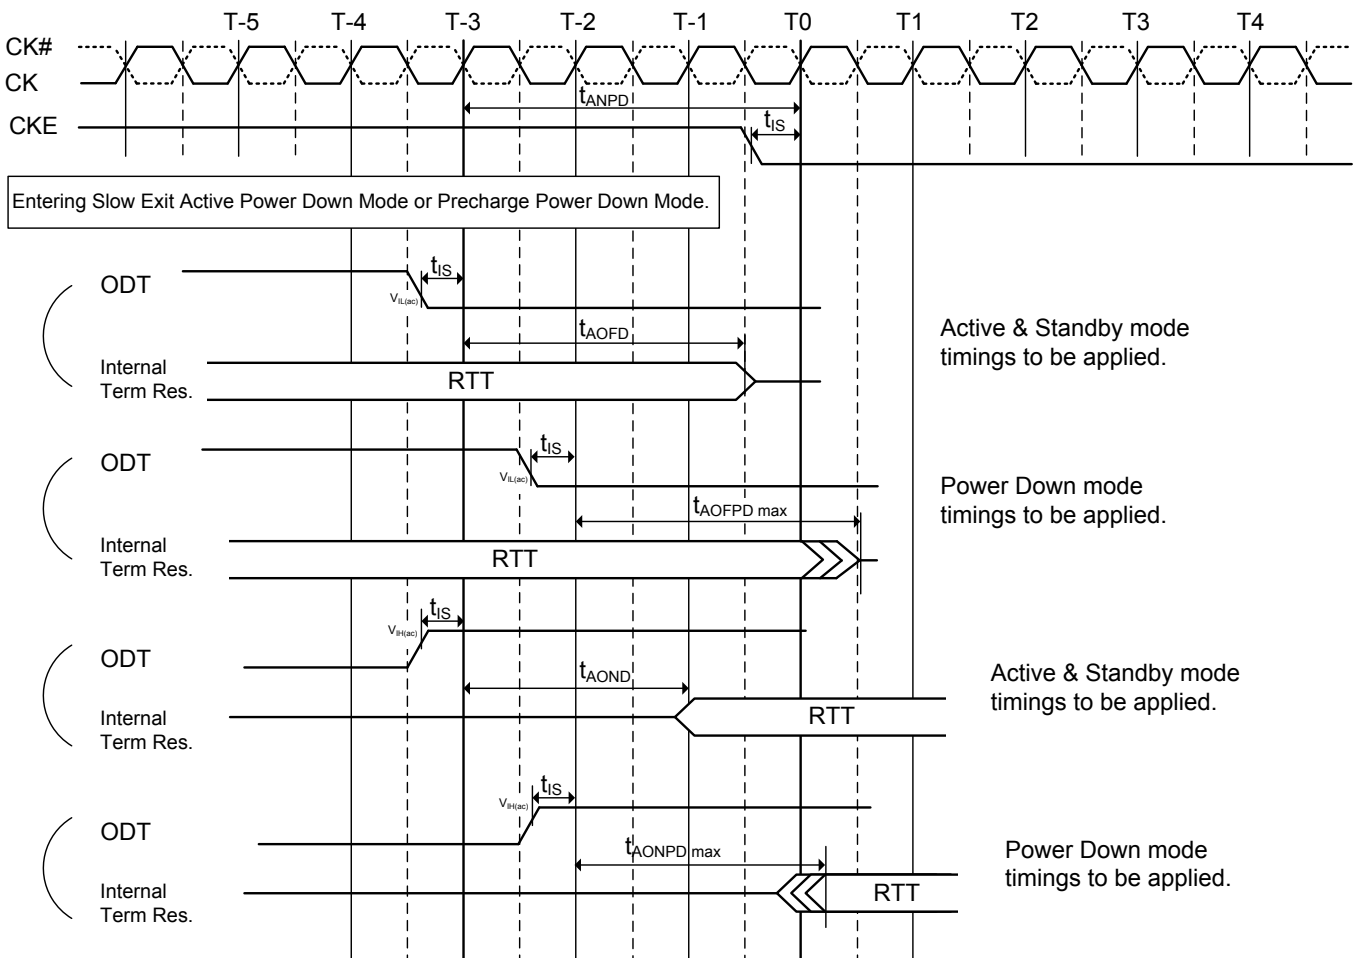 T-5 T-4 T-3 T-2 T-1 T0 T1 T2 T3 T4
CK#
CK
tANPD
CKE
tIS
Entering Slow Exit Active Power Down Mode or Precharge Power Down Mode.
tIS
ODT
VIL(ac)
tAOFD
Active & Standby mode
timings to be applied.
Internal
Term Res.
RTT
tIS
ODT
VIL(ac)
tAOFPD max
Power Down mode
timings to be applied.
Internal
Term Res.
RTT
tIS
VIH(ac)
ODT
tAOND
Active & Standby mode
timings to be applied.
Internal
Term Res.
RTT
tIS
VIH(ac)
ODT
tAONPD max
Power Down mode
timings to be applied.
Internal
Term Res.
RTT